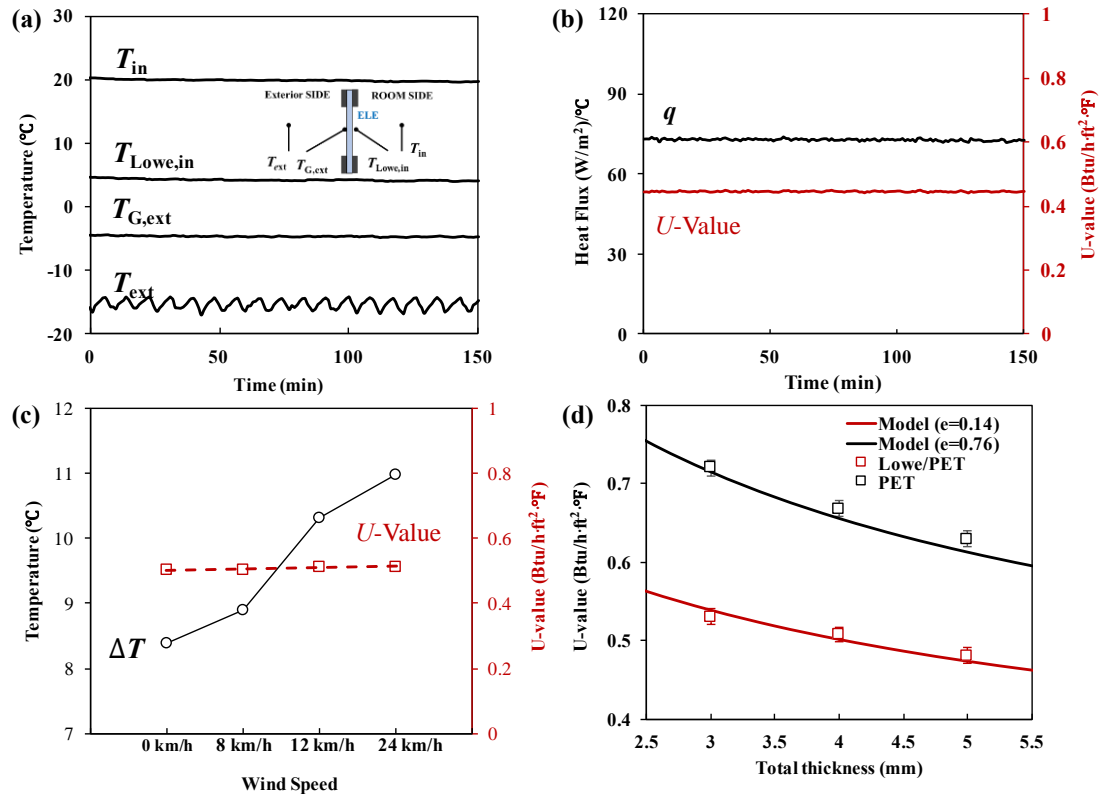 (a)
30
20
10
0
-10
-20
Temperature (℃)
T_in
T_Lowe,in
T_G,ext
T_ext
Exterior SIDE ROOM SIDE
ELE
T_ext T_G,ext T_Lowe,in T_in
0 50 100 150
Time (min)
(b)
120
90
60
30
0
Heat Flux (W/m²)/℃
q
U-Value
1
0.8
0.6
0.4
0.2
0
U-value (Btu/h·ft²·℉)
0 50 100 150
Time (min)
(c)
12
11
10
9
8
7
Temperature (℃)
U-Value
ΔT
1
0.8
0.6
0.4
0.2
0
U-value (Btu/h·ft²·℉)
0 km/h 8 km/h 12 km/h 24 km/h
Wind Speed
(d)
0.8
0.7
0.6
0.5
0.4
U-value (Btu/h·ft²·℉)
Model (e=0.14)
Model (e=0.76)
Lowe/PET
PET
2.5 3 3.5 4 4.5 5 5.5
Total thickness (mm)